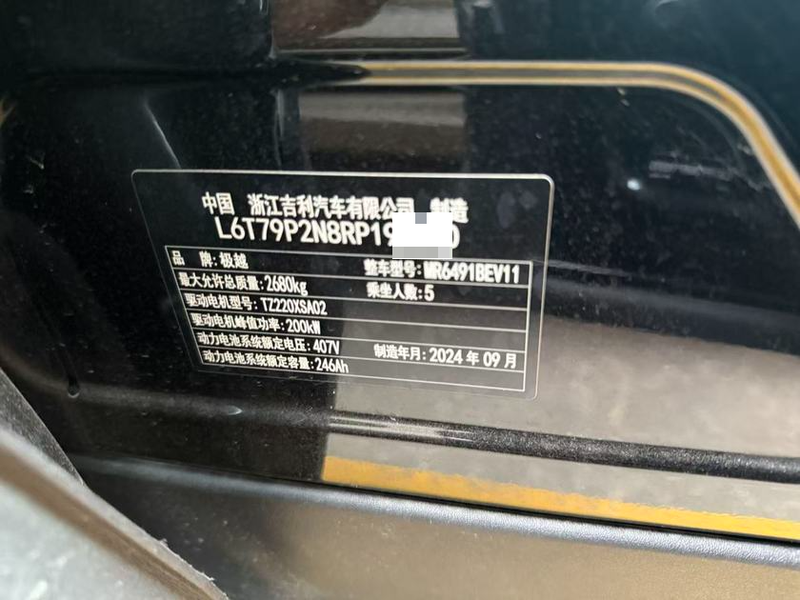 中国 浙江吉利汽车有限公司 制造
L6T79P2N8RP19 0
品 牌:极越 整车型号:MR6491BEV11
最大允许总质量:2680kg 乘坐人数:5
驱动电机型号:TZ220XSA02
驱动电机峰值功率:200kW
动力电池系统额定电压:407V 制造年月:2024年09月
动力电池系统额定容量:246Ah